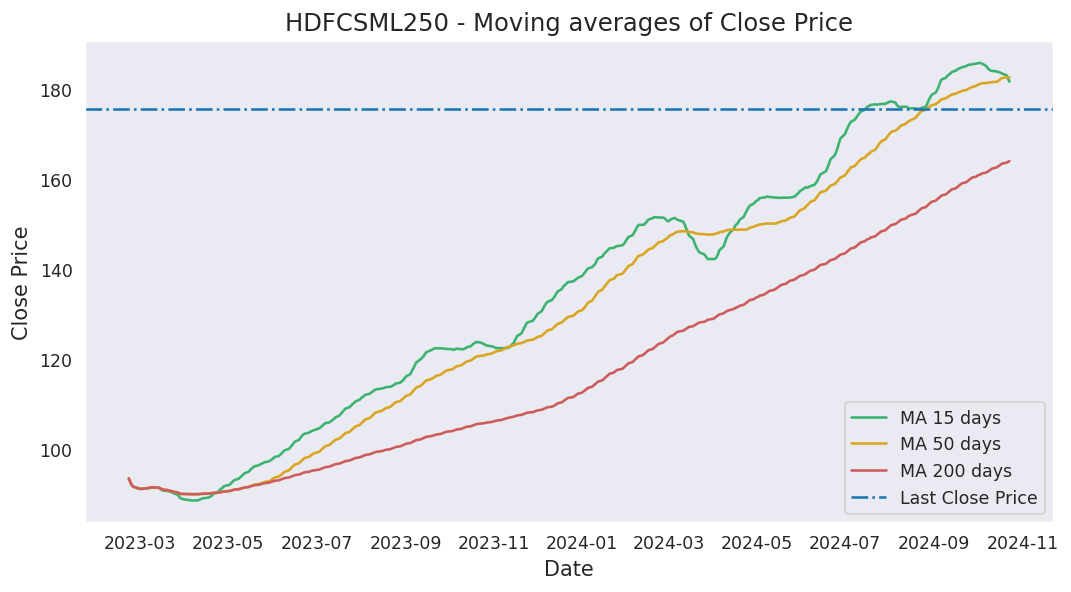 HDFCSML250 - Moving averages of Close Price
Close Price
180
160
140
120
100
MA 15 days
MA 50 days
MA 200 days
Last Close Price
2023-03 2023-05 2023-07 2023-09 2023-11 2024-01 2024-03 2024-05 2024-07 2024-09 2024-11
Date